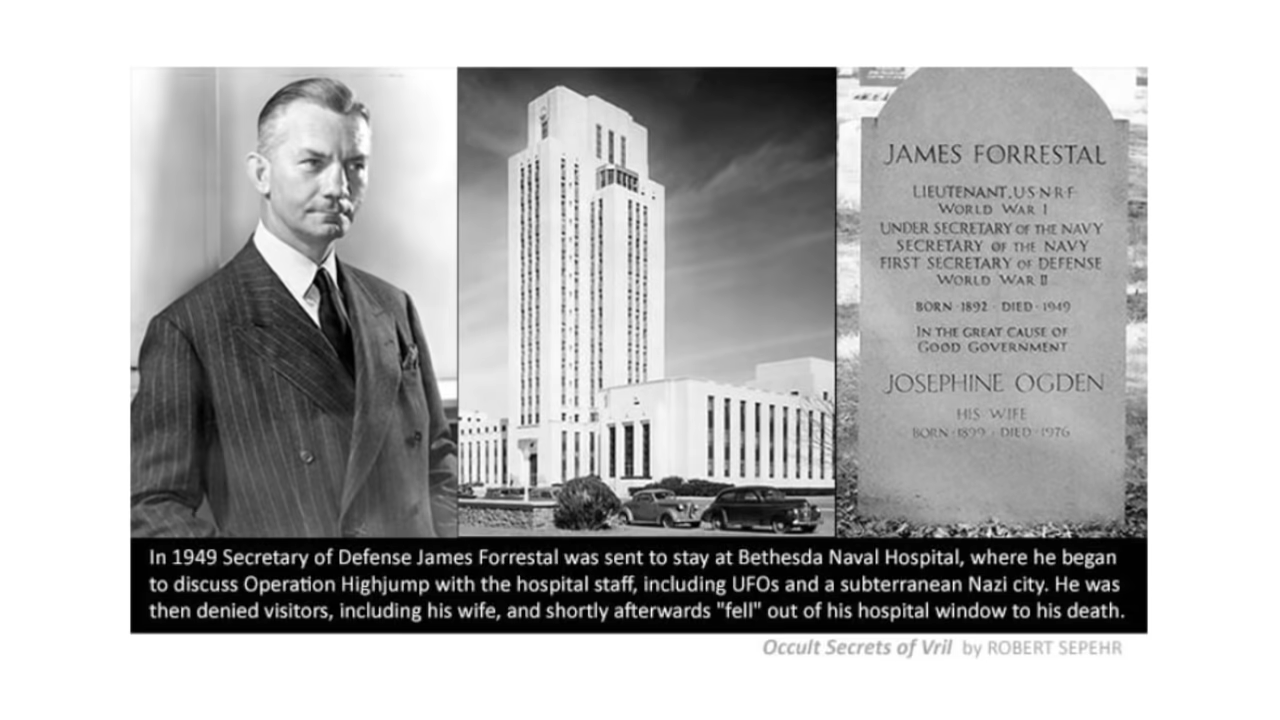 JAMES FORRESTAL
LIEUTENANT, U S N R F
WORLD WAR I
UNDER SECRETARY OF THE NAVY
SECRETARY OF THE NAVY
FIRST SECRETARY OF DEFENSE
WORLD WAR II
BORN · 1892 · DIED · 1949
IN THE GREAT CAUSE OF
GOOD GOVERNMENT
JOSEPHINE OGDEN
HIS WIFE
BORN · 1899 · DIED · 1976
In 1949 Secretary of Defense James Forrestal was sent to stay at Bethesda Naval Hospital, where he began
to discuss Operation Highjump with the hospital staff, including UFOs and a subterranean Nazi city. He was
then denied visitors, including his wife, and shortly afterwards "fell" out of his hospital window to his death.
Occult Secrets of Vril by ROBERT SEPEHR